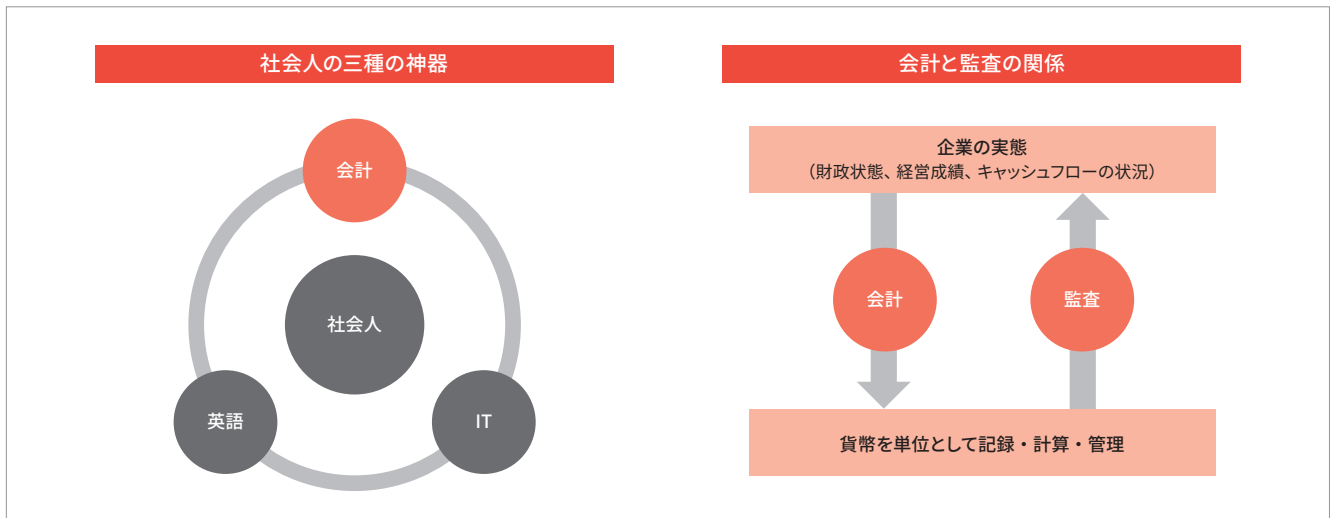 社会人の三種の神器
会計
社会人
英語
IT
会計と監査の関係
企業の実態
（財政状態、経営成績、キャッシュフローの状況）
会計
監査
貨幣を単位として記録・計算・管理